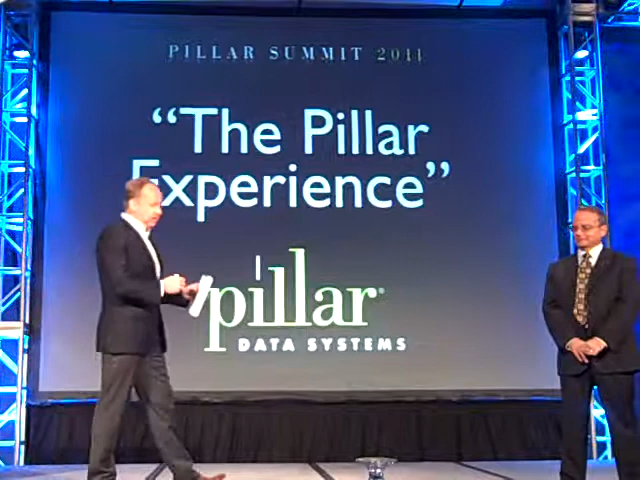 PILLAR SUMMIT 2011
“The Pillar
Experience”
pillar®
DATA SYSTEMS